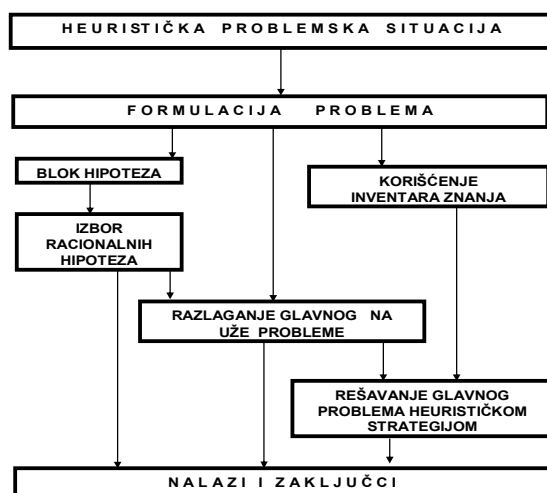 HEURISTIČKA PROBLEMSKA SITUACIJA
FORMULACIJA PROBLEMA
BLOK HIPOTEZA
KORIŠĆENJE
INVENTARA ZNANJA
IZBOR
RACIONALNIH
HIPOTEZA
RAZLAGANJE GLAVNOG NA
UŽE PROBLEME
REŠAVANJE GLAVNOG
PROBLEMA HEURISTIČKOM
STRATEGIJOM
NALAZI I ZAKLJUČCI